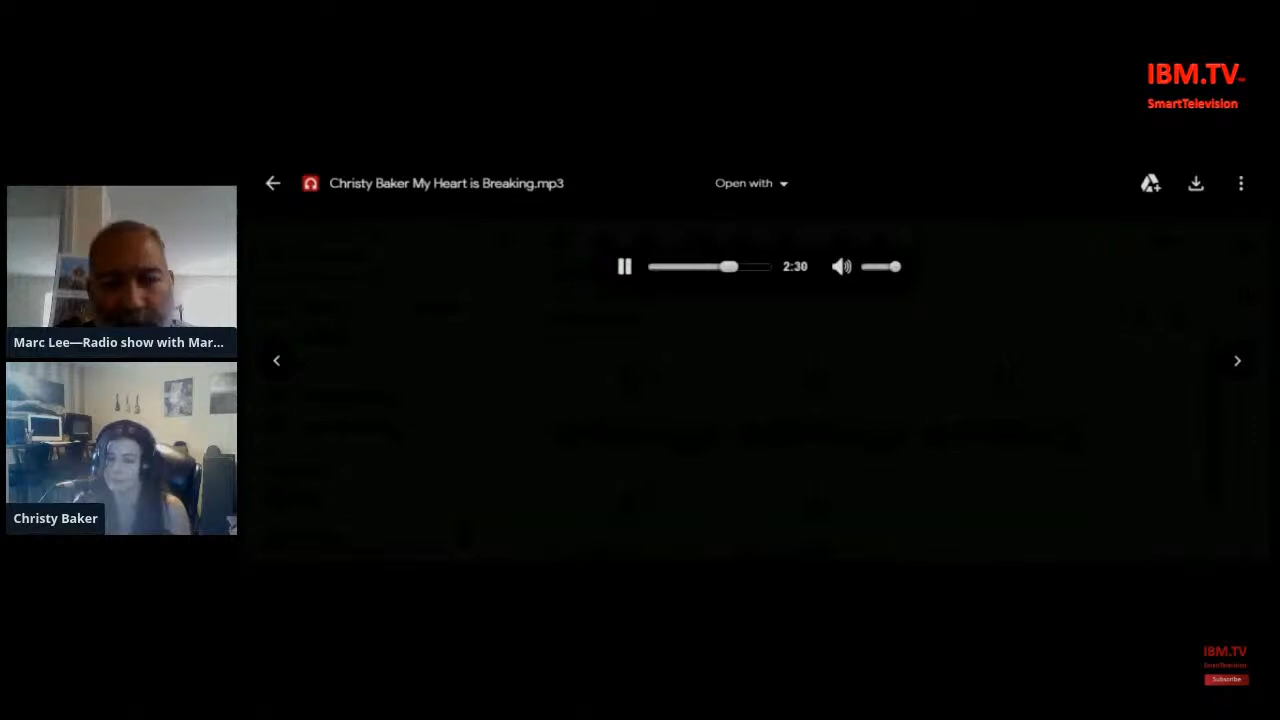 IBM.TV
SmartTelevision
Christy Baker My Heart is Breaking.mp3
Open with
2:30
Marc Lee—Radio show with Mar...
Christy Baker
IBM.TV
SmartTelevision
Subscribe